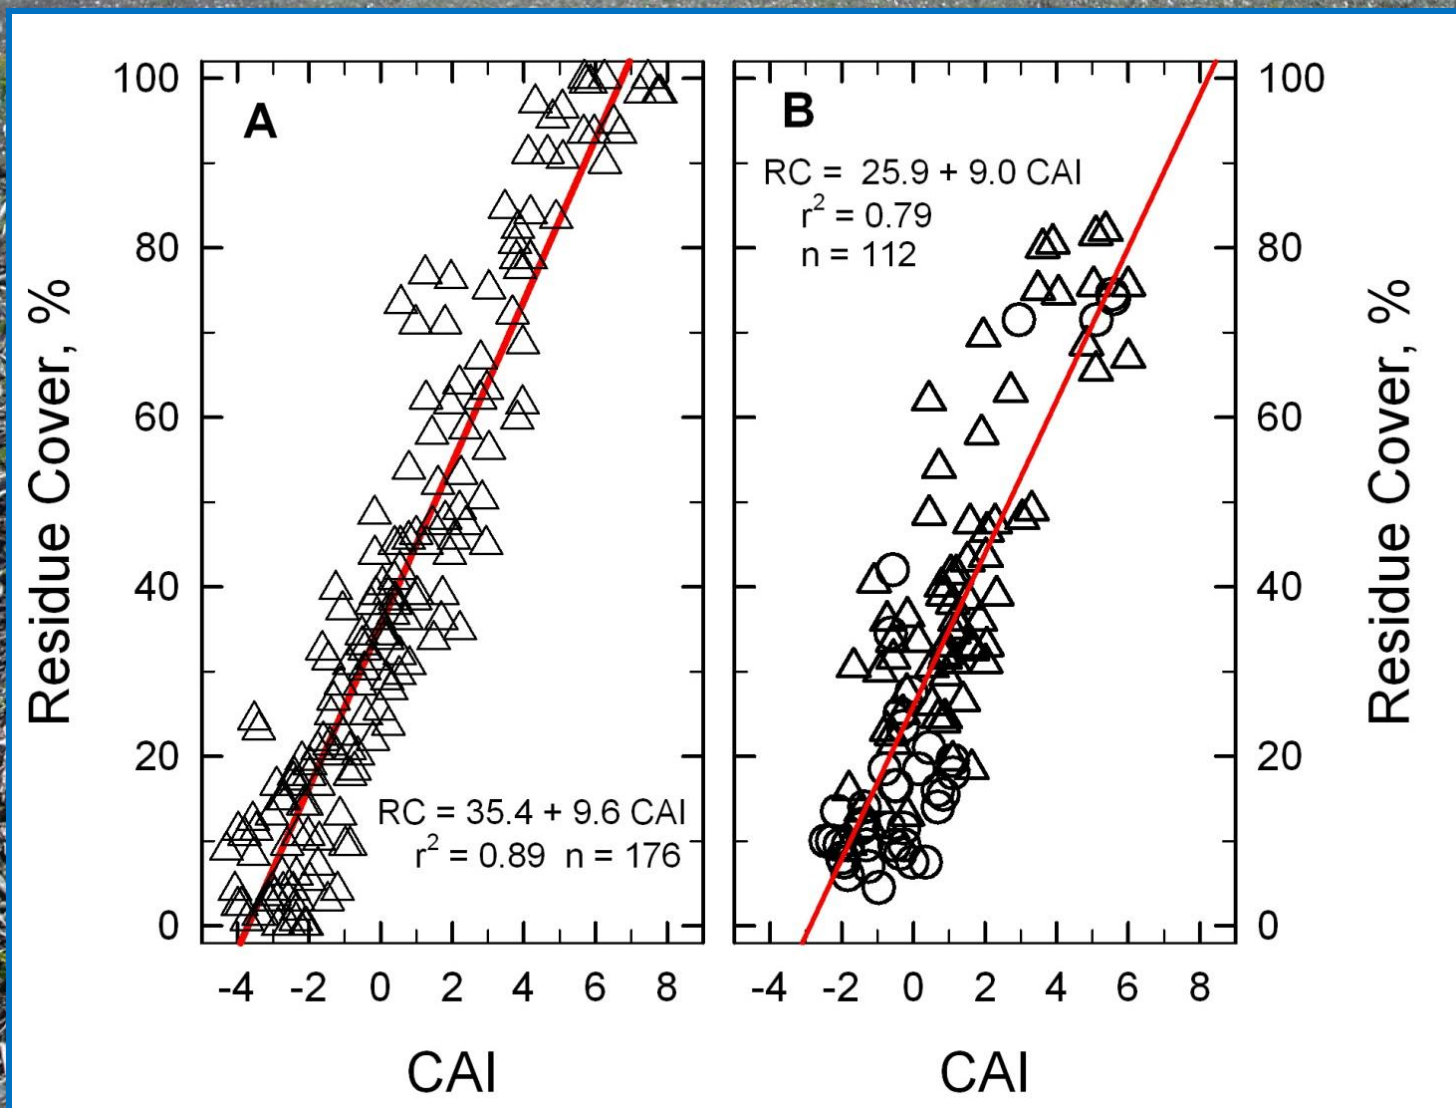 A
RC = 35.4 + 9.6 CAI
r² = 0.89 n = 176
Residue Cover, %
100
80
60
40
20
0
-4 -2 0 2 4 6 8
CAI
B
RC = 25.9 + 9.0 CAI
r² = 0.79
n = 112
100
80
60
40
20
0
Residue Cover, %
-4 -2 0 2 4 6 8
CAI